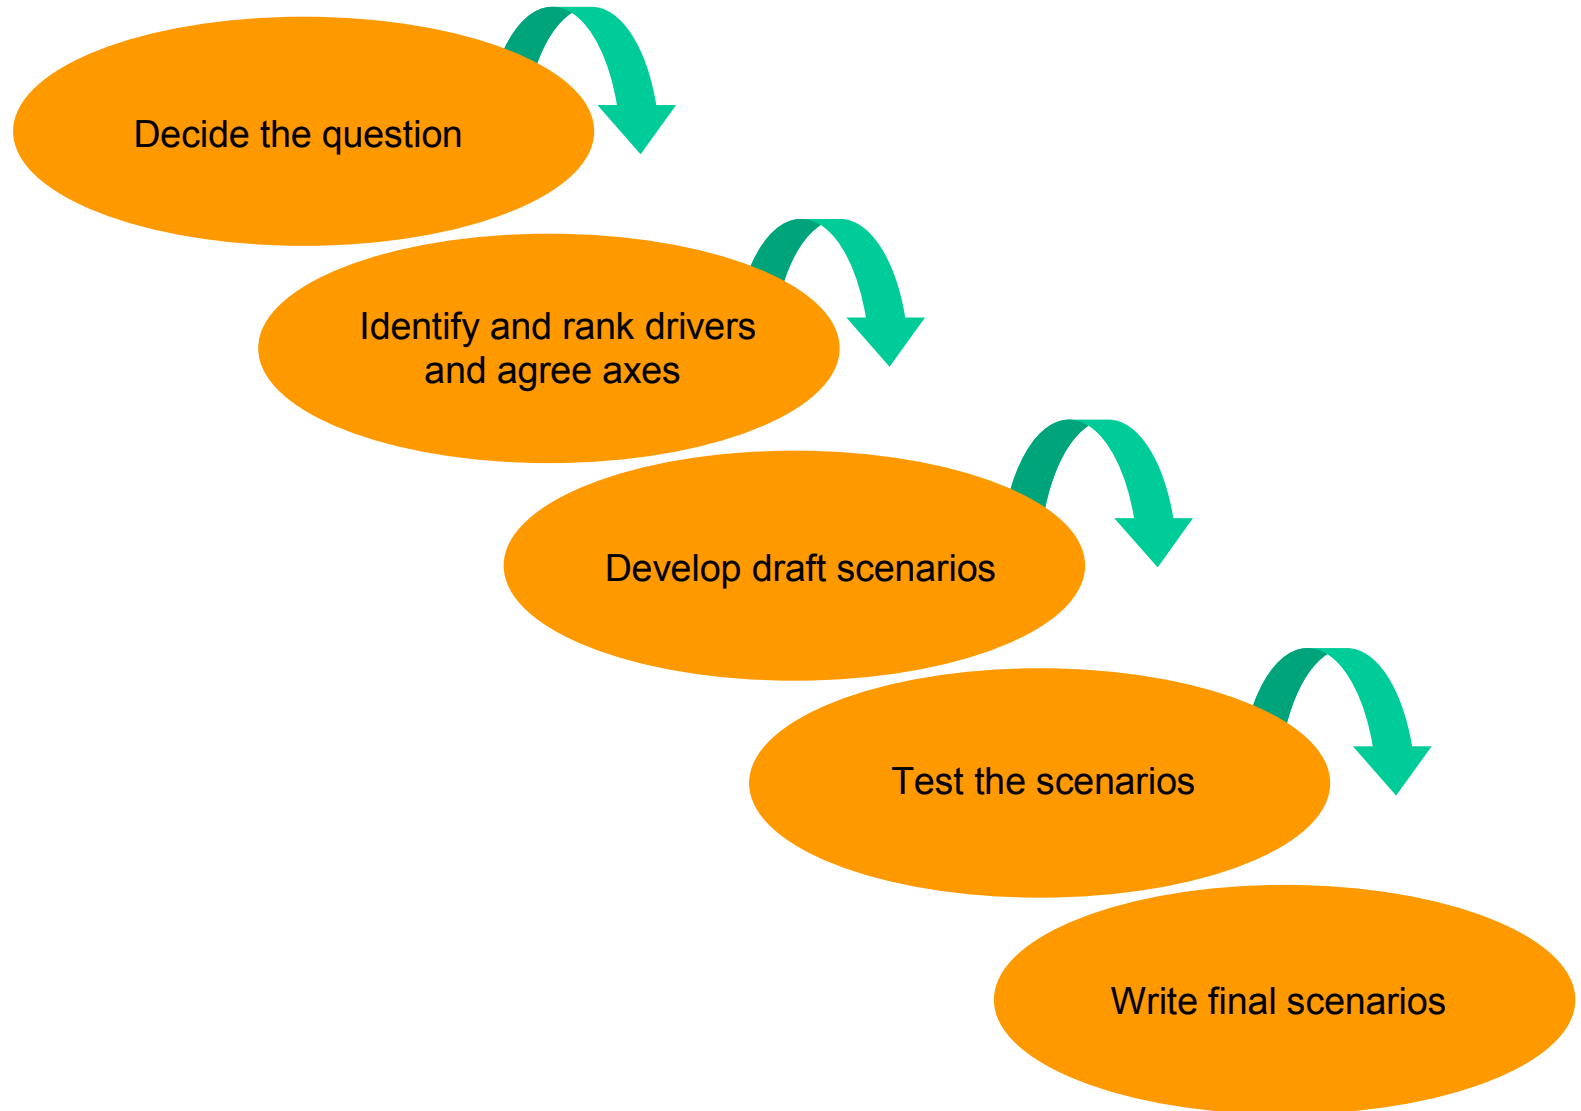 Decide the question
Identify and rank drivers
and agree axes
Develop draft scenarios
Test the scenarios
Write final scenarios